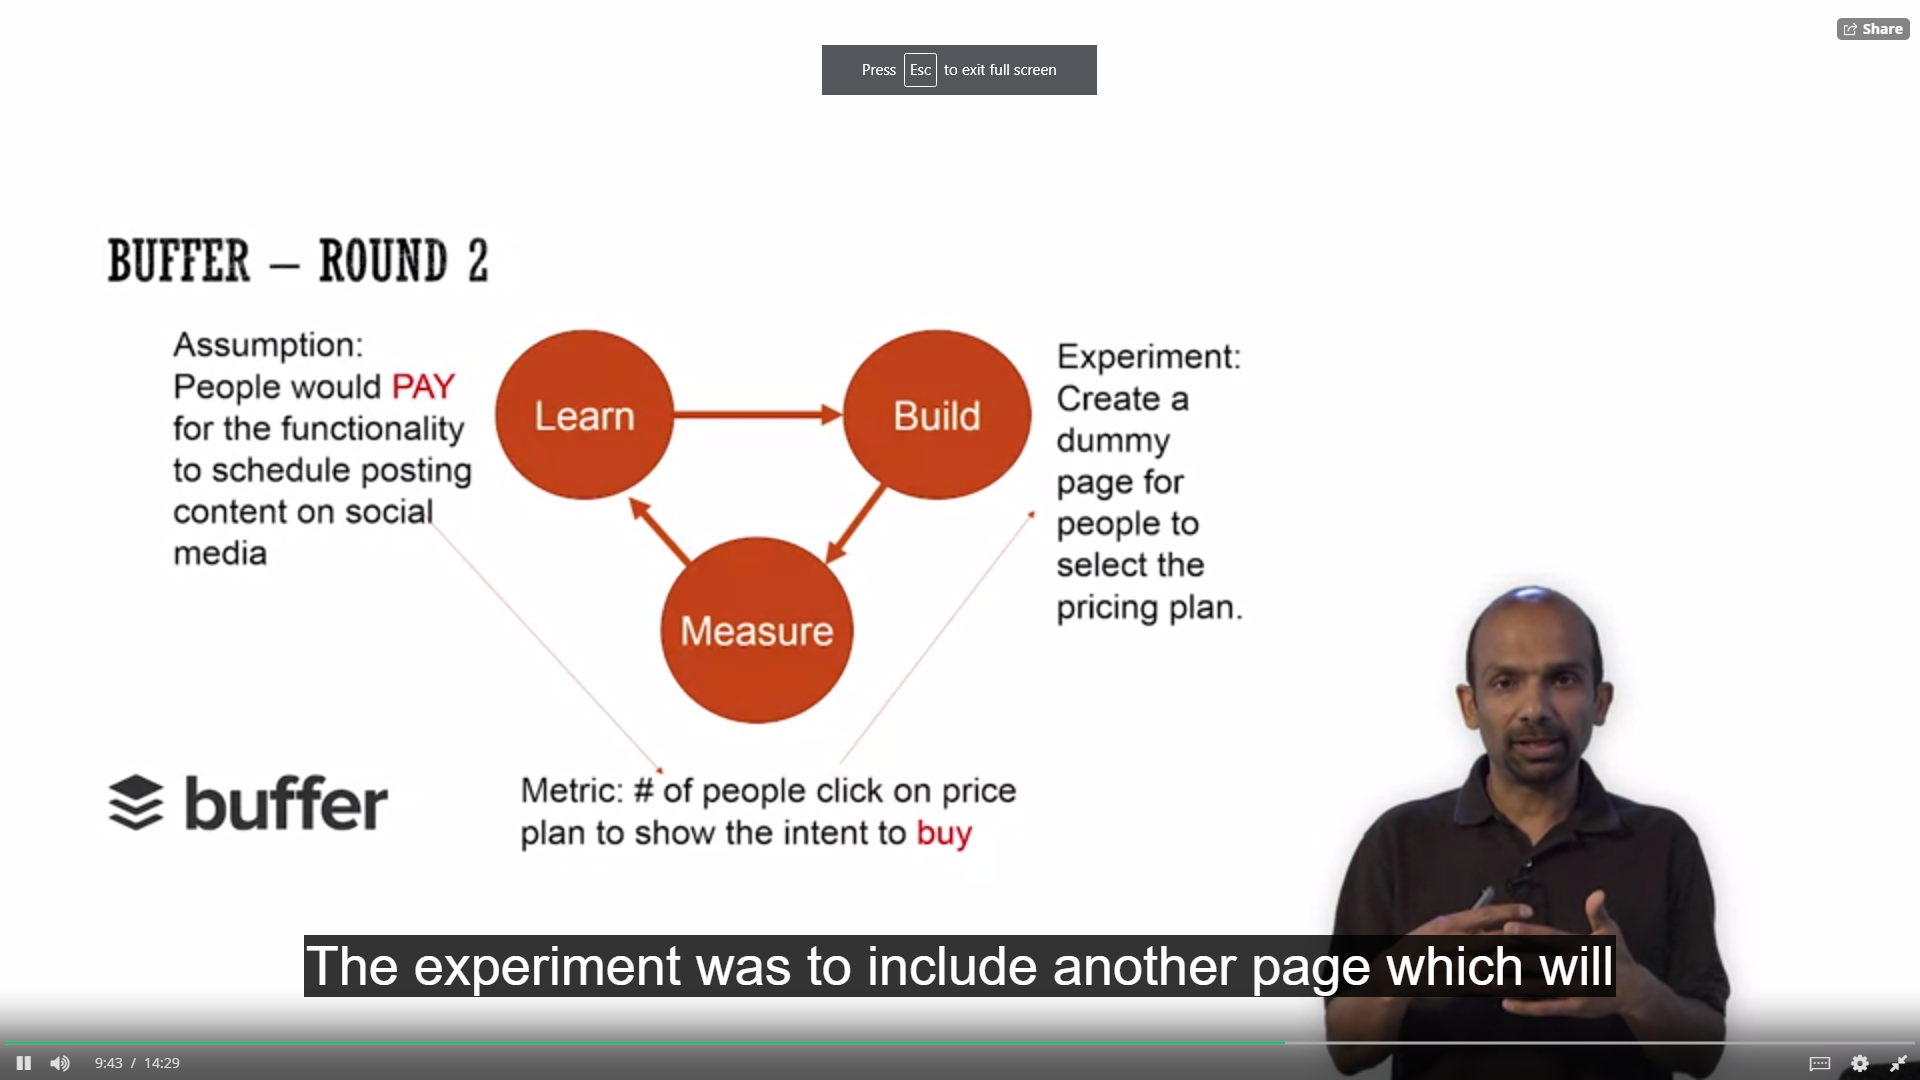 Share
Press Esc to exit full screen
BUFFER – ROUND 2
Assumption:
People would PAY
for the functionality
to schedule posting
content on social
media
Learn
Build
Measure
Experiment:
Create a
dummy
page for
people to
select the
pricing plan.
buffer
Metric: # of people click on price
plan to show the intent to buy
The experiment was to include another page which will
9:43 / 14:29